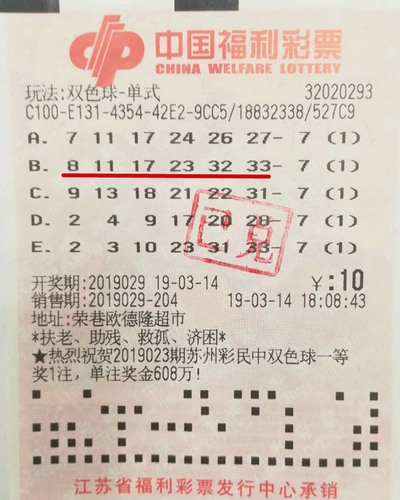 中国福利彩票
CHINA WELFARE LOTTERY
玩法:双色球-单式 32020293
C100-E131-4354-42E2-9CC5/18832338/527C9
A. 7 11 17 24 26 27- 7 (1)
B. 8 11 17 23 32 33- 7 (1)
C. 9 13 18 21 22 31- 7 (1)
D. 2 4 9 17 20 28- 7 (1)
E. 2 3 10 23 31 33- 7 (1)
已兑
开奖期:2019029 19-03-14 ¥:10
销售期:2019029-204 19-03-14 18:08:43
地址:荣巷欧德隆超市
*扶老、助残、救孤、济困*
★热烈祝贺2019023期苏州彩民中双色球一等
奖1注,单注奖金608万!
江苏省福利彩票发行中心承销